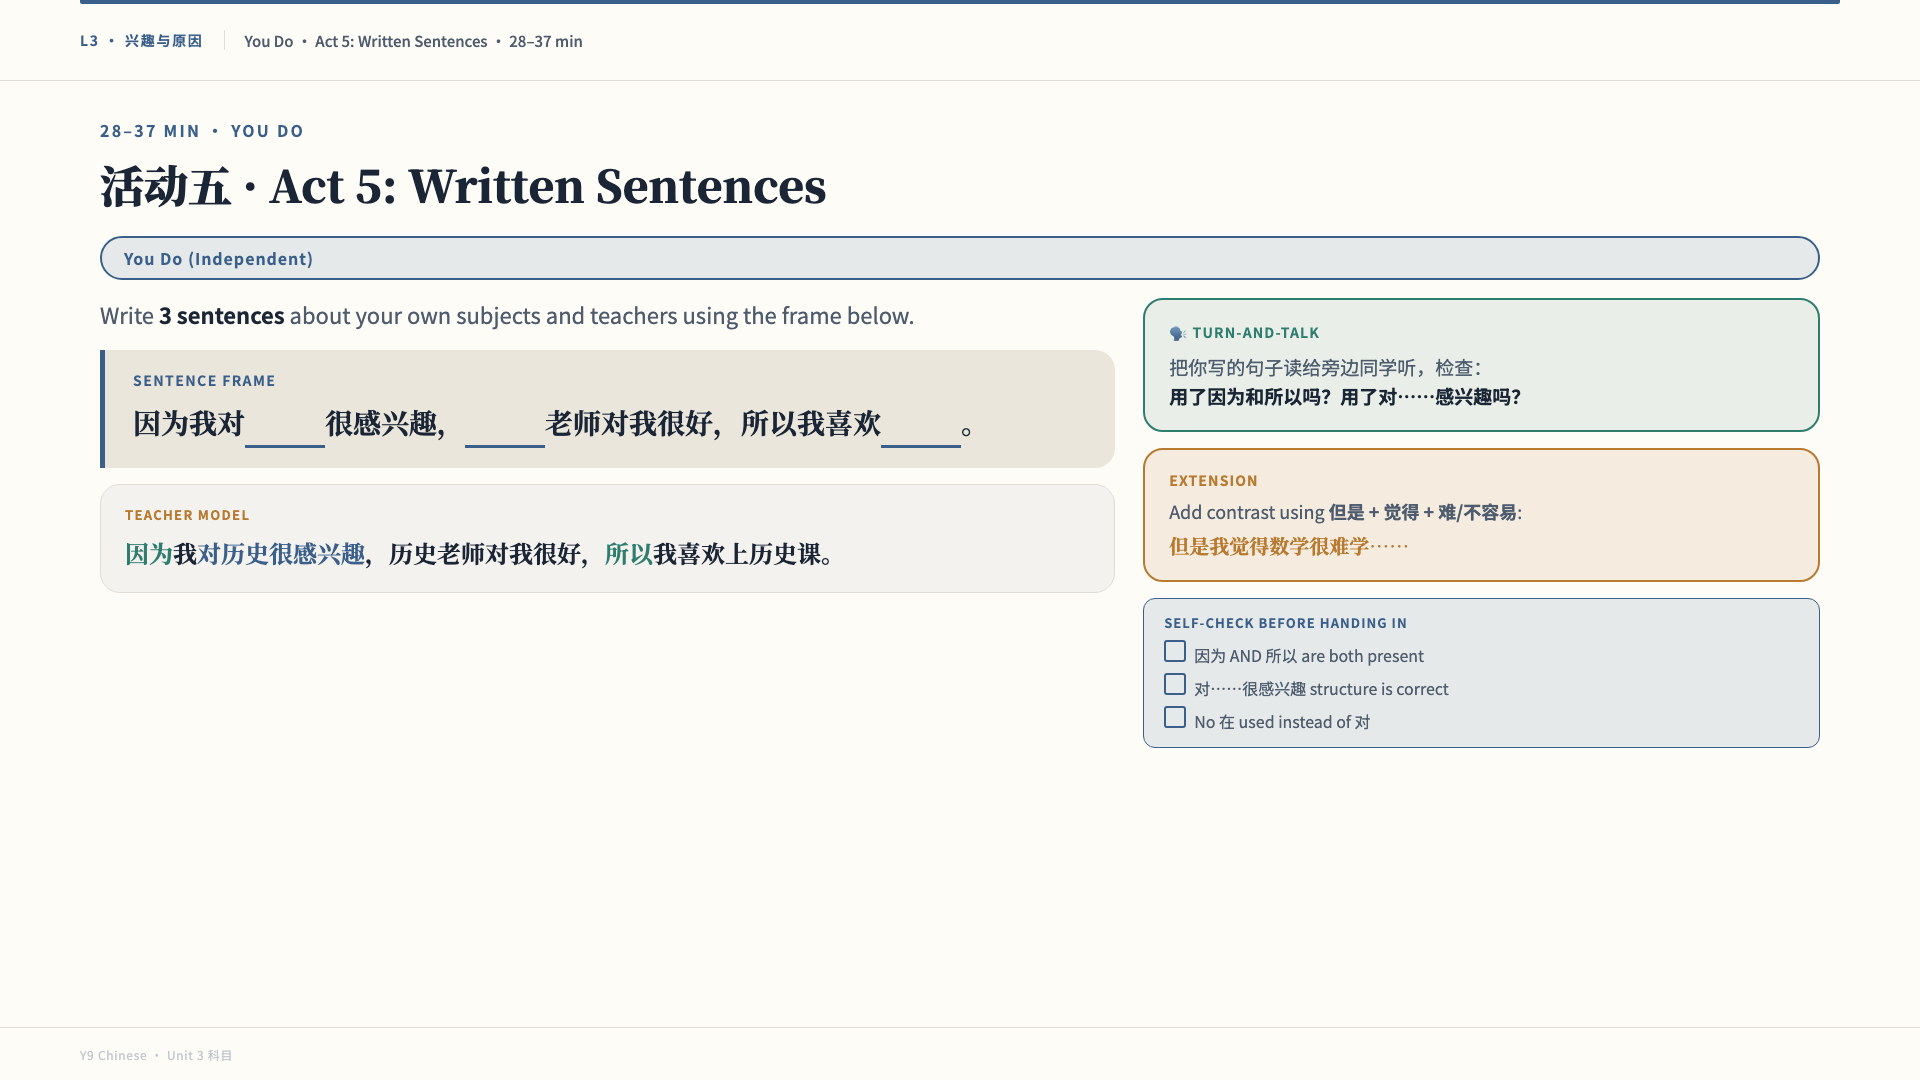 L3 • 兴趣与原因
You Do • Act 5: Written Sentences • 28–37 min
28–37 MIN • YOU DO
活动五 · Act 5: Written Sentences
You Do (Independent)
Write 3 sentences about your own subjects and teachers using the frame below.
SENTENCE FRAME
因为我对______很感兴趣，______老师对我很好，所以我喜欢______。
TEACHER MODEL
因为我对历史很感兴趣，历史老师对我很好，所以我喜欢上历史课。
🗣️ TURN-AND-TALK
把你写的句子读给旁边同学听，检查：
用了因为和所以吗？用了对……感兴趣吗？
EXTENSION
Add contrast using 但是 + 觉得 + 难/不容易:
但是我觉得数学很难学……
SELF-CHECK BEFORE HANDING IN
因为 AND 所以 are both present
对……很感兴趣 structure is correct
No 在 used instead of 对
Y9 Chinese • Unit 3 科目